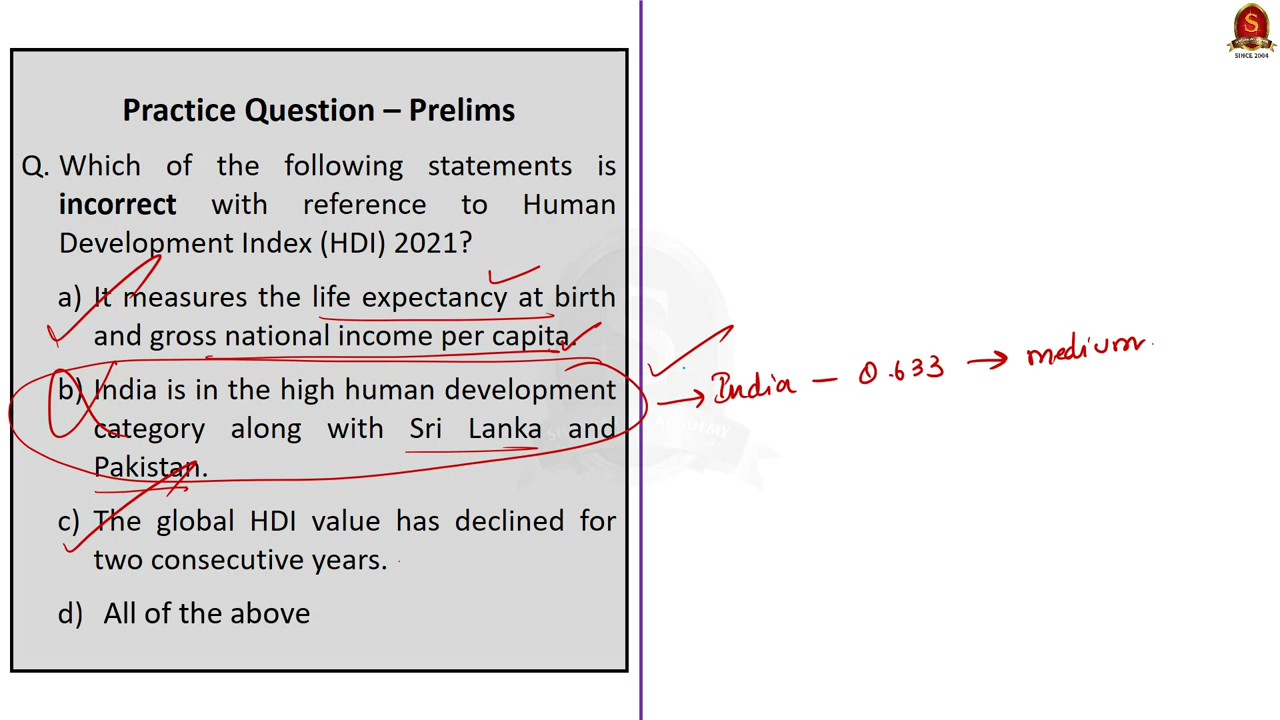 S
SINCE 2004
Practice Question – Prelims
Q. Which of the following statements is
incorrect with reference to Human
Development Index (HDI) 2021?
a) It measures the life expectancy at birth
and gross national income per capita.
b) India is in the high human development
category along with Sri Lanka and
Pakistan.
c) The global HDI value has declined for
two consecutive years.
d) All of the above
→ India – 0.633 → medium.
ACADEMY